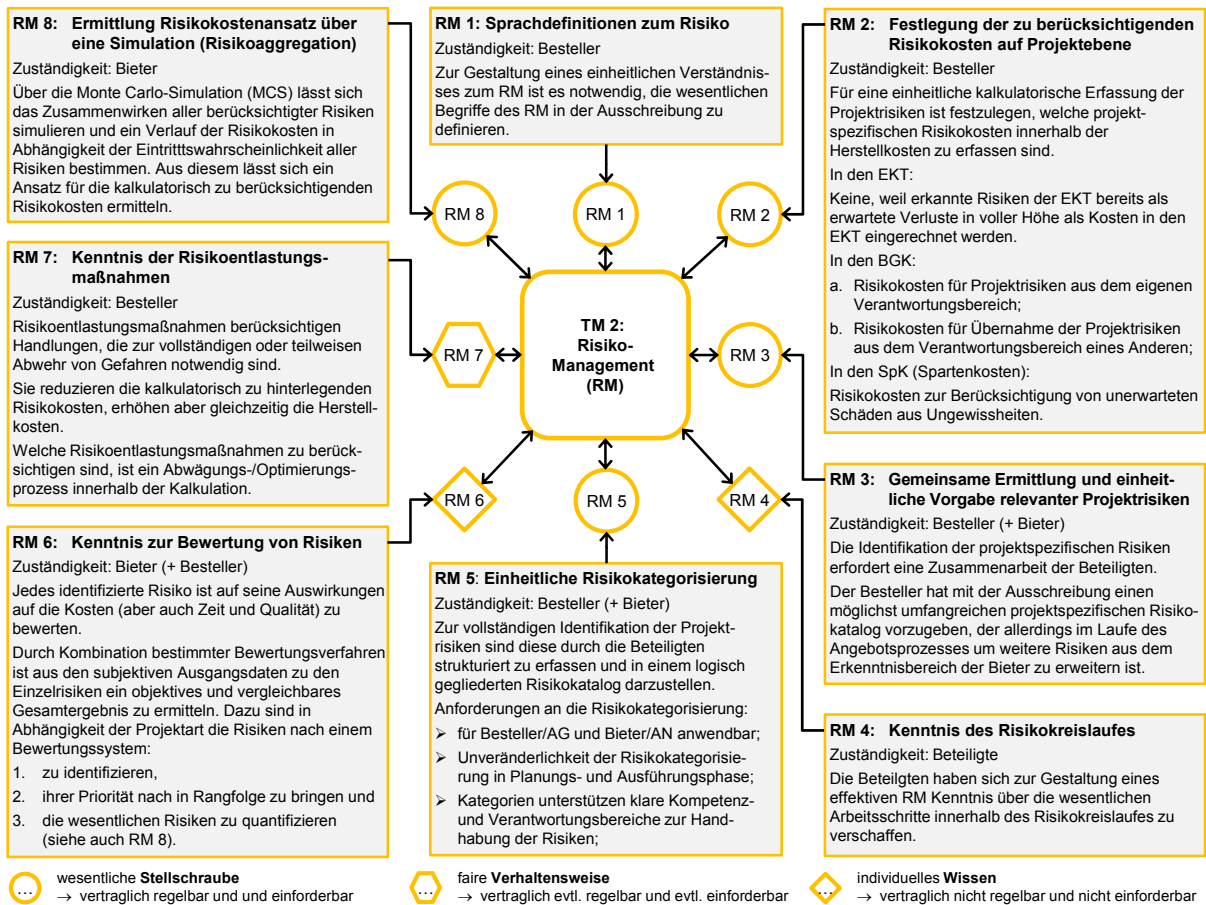 RM 8: Ermittlung Risikokostenansatz über
eine Simulation (Risikoaggregation)
Zuständigkeit: Bieter
Über die Monte Carlo-Simulation (MCS) lässt sich
das Zusammenwirken aller berücksichtigter Risiken
simulieren und ein Verlauf der Risikokosten in
Abhängigkeit der Eintritttswahrscheinlichkeit aller
Risiken bestimmen. Aus diesem lässt sich ein
Ansatz für die kalkulatorisch zu berücksichtigenden
Risikokosten ermitteln.
RM 1: Sprachdefinitionen zum Risiko
Zuständigkeit: Besteller
Zur Gestaltung eines einheitlichen Verständnis-
ses zum RM ist es notwendig, die wesentlichen
Begriffe des RM in der Ausschreibung zu
definieren.
RM 2: Festlegung der zu berücksichtigenden
Risikokosten auf Projektebene
Zuständigkeit: Besteller
Für eine einheitliche kalkulatorische Erfassung der
Projektrisiken ist festzulegen, welche projekt-
spezifischen Risikokosten innerhalb der
Herstellkosten zu erfassen sind.
In den EKT:
Keine, weil erkannte Risiken der EKT bereits als
erwartete Verluste in voller Höhe als Kosten in den
EKT eingerechnet werden.
In den BGK:
a. Risikokosten für Projektrisiken aus dem eigenen
Verantwortungsbereich;
b. Risikokosten für Übernahme der Projektrisiken
aus dem Verantwortungsbereich eines Anderen;
In den SpK (Spartenkosten):
Risikokosten zur Berücksichtigung von unerwarteten
Schäden aus Ungewissheiten.
RM 8
RM 1
RM 2
RM 7: Kenntnis der Risikoentlastungs-
maßnahmen
Zuständigkeit: Besteller
Risikoentlastungsmaßnahmen berücksichtigen
Handlungen, die zur vollständigen oder teilweisen
Abwehr von Gefahren notwendig sind.
Sie reduzieren die kalkulatorisch zu hinterlegenden
Risikokosten, erhöhen aber gleichzeitig die Herstell-
kosten.
Welche Risikoentlastungsmaßnahmen zu berück-
sichtigen sind, ist ein Abwägungs-/Optimierungs-
prozess innerhalb der Kalkulation.
RM 7
TM 2:
Risiko-
Management
(RM)
RM 3
RM 6
RM 5
RM 4
RM 3: Gemeinsame Ermittlung und einheit-
liche Vorgabe relevanter Projektrisiken
Zuständigkeit: Besteller (+ Bieter)
Die Identifikation der projektspezifischen Risiken
erfordert eine Zusammenarbeit der Beteiligten.
Der Besteller hat mit der Ausschreibung einen
möglichst umfangreichen projektspezifischen Risiko-
katalog vorzugeben, der allerdings im Laufe des
Angebotsprozesses um weitere Risiken aus dem
Erkenntnisbereich der Bieter zu erweitern ist.
RM 6: Kenntnis zur Bewertung von Risiken
Zuständigkeit: Bieter (+ Besteller)
Jedes identifizierte Risiko ist auf seine Auswirkungen
auf die Kosten (aber auch Zeit und Qualität) zu
bewerten.
Durch Kombination bestimmter Bewertungsverfahren
ist aus den subjektiven Ausgangsdaten zu den
Einzelrisiken ein objektives und vergleichbares
Gesamtergebnis zu ermitteln. Dazu sind in
Abhängigkeit der Projektart die Risiken nach einem
Bewertungssystem:
1. zu identifizieren,
2. ihrer Priorität nach in Rangfolge zu bringen und
3. die wesentlichen Risiken zu quantifizieren
(siehe auch RM 8).
RM 5: Einheitliche Risikokategorisierung
Zuständigkeit: Besteller (+ Bieter)
Zur vollständigen Identifikation der Projekt-
risiken sind diese durch die Beteiligten
strukturiert zu erfassen und in einem logisch
gegliederten Risikokatalog darzustellen.
Anforderungen an die Risikokategorisierung:
➢ für Besteller/AG und Bieter/AN anwendbar;
➢ Unveränderlichkeit der Risikokategorisie-
rung in Planungs- und Ausführungsphase;
➢ Kategorien unterstützen klare Kompetenz-
und Verantwortungsbereiche zur Hand-
habung der Risiken;
RM 4: Kenntnis des Risikokreislaufes
Zuständigkeit: Beteiligte
Die Beteilgten haben sich zur Gestaltung eines
effektiven RM Kenntnis über die wesentlichen
Arbeitsschritte innerhalb des Risikokreislaufes zu
verschaffen.
… wesentliche Stellschraube
→ vertraglich regelbar und und einforderbar
… faire Verhaltensweise
→ vertraglich evtl. regelbar und evtl. einforderbar
… individuelles Wissen
→ vertraglich nicht regelbar und nicht einforderbar